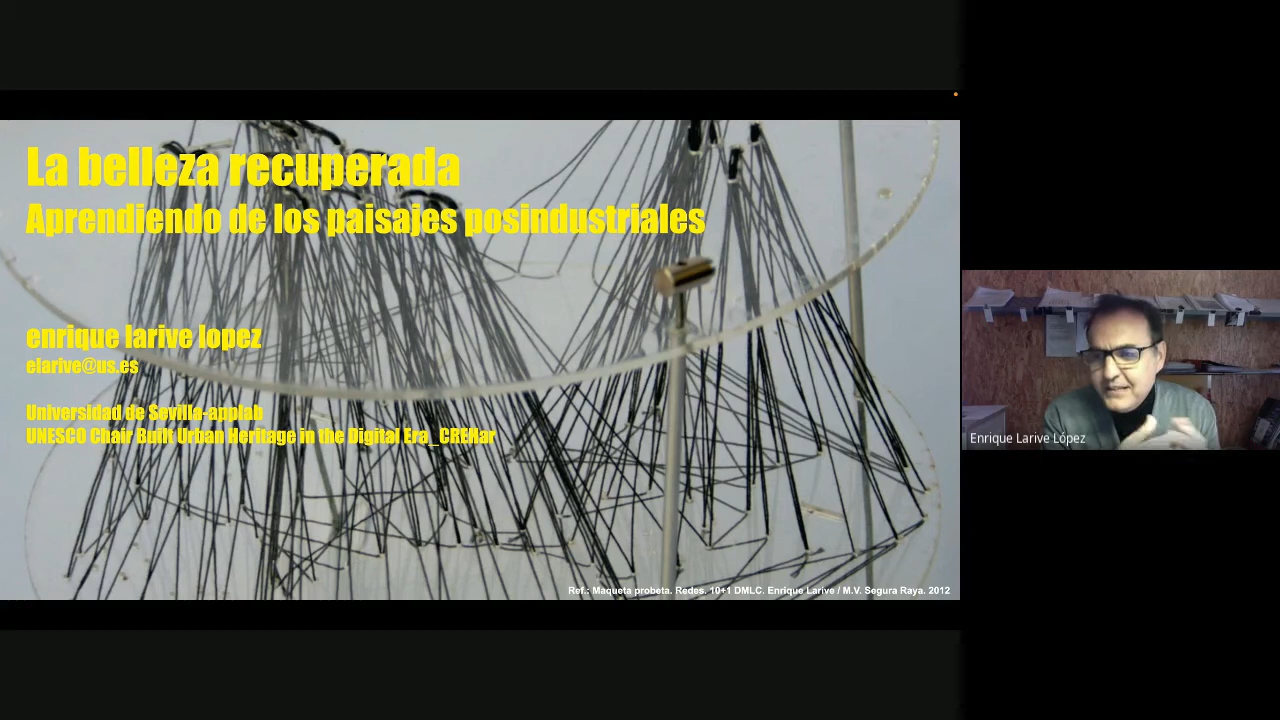 La belleza recuperada
Aprendiendo de los paisajes posindustriales
enrique larive lopez
elarive@us.es
Universidad de Sevilla-applab
UNESCO Chair Built Urban Heritage in the Digital Era_CREHar
Ref.: Maqueta probeta. Redes. 10+1 DMLC. Enrique Larive / M.V. Segura Raya. 2012
Enrique Larive López